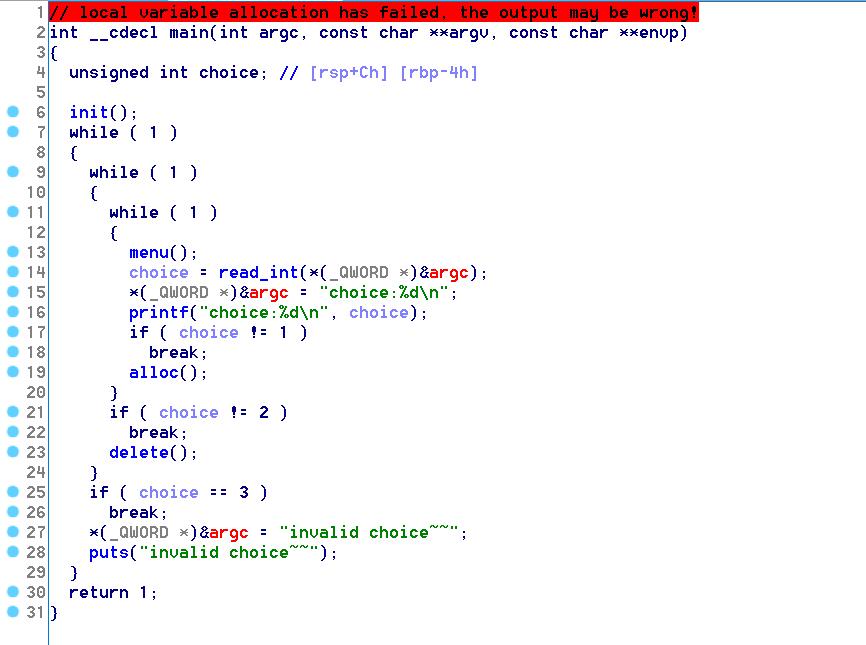 1 // local variable allocation has failed, the output may be wrong!
2 int __cdecl main(int argc, const char **argv, const char **envp)
3 {
4   unsigned int choice; // [rsp+Ch] [rbp-4h]
5
6   init();
7   while ( 1 )
8   {
9     while ( 1 )
10     {
11       while ( 1 )
12       {
13         menu();
14         choice = read_int(*(_QWORD *)&argc);
15         *(_QWORD *)&argc = "choice:%d\n";
16         printf("choice:%d\n", choice);
17         if ( choice != 1 )
18           break;
19         alloc();
20       }
21       if ( choice != 2 )
22         break;
23       delete();
24     }
25     if ( choice == 3 )
26       break;
27     *(_QWORD *)&argc = "invalid choice~~";
28     puts("invalid choice~~");
29   }
30   return 1;
31 }